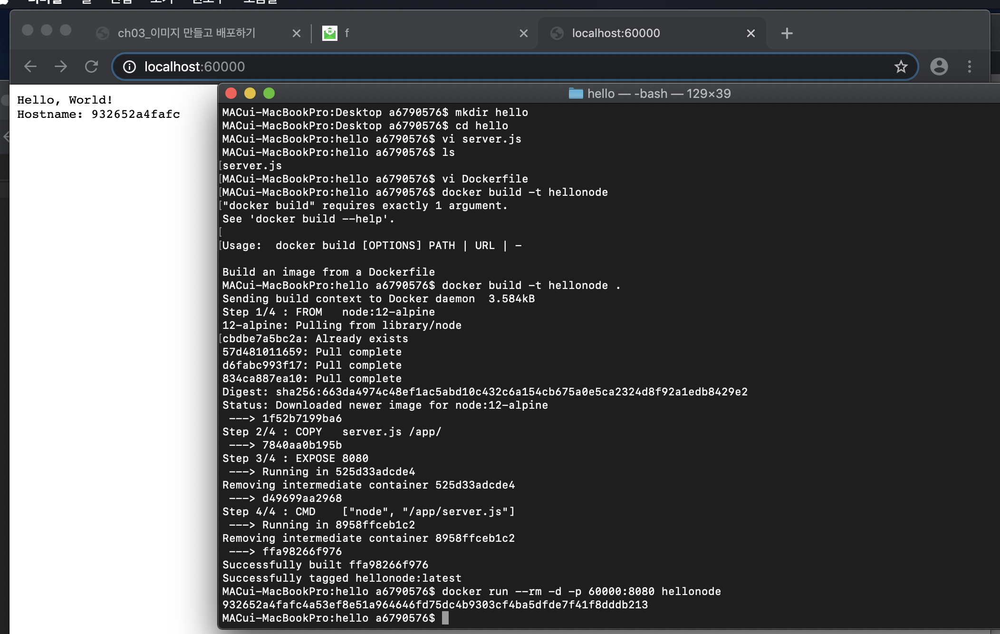 ch03_이미지 만들고 배포하기
f
localhost:60000
localhost:60000
Hello, World!
Hostname: 932652a4fafc
hello — -bash — 129×39
MACui-MacBookPro:Desktop a6790576$ mkdir hello
MACui-MacBookPro:Desktop a6790576$ cd hello
MACui-MacBookPro:hello a6790576$ vi server.js
MACui-MacBookPro:hello a6790576$ ls
[server.js
[MACui-MacBookPro:hello a6790576$ vi Dockerfile
[MACui-MacBookPro:hello a6790576$ docker build -t hellonode
["docker build" requires exactly 1 argument.
See 'docker build --help'.
[
[Usage:  docker build [OPTIONS] PATH | URL | -
Build an image from a Dockerfile
MACui-MacBookPro:hello a6790576$ docker build -t hellonode .
Sending build context to Docker daemon  3.584kB
Step 1/4 : FROM   node:12-alpine
12-alpine: Pulling from library/node
[cbdbe7a5bc2a: Already exists
57d481011659: Pull complete
d6fabc993f17: Pull complete
834ca887ea10: Pull complete
Digest: sha256:663da4974c48ef1ac5abd10c432c6a154cb675a0e5ca2324d8f92a1edb8429e2
Status: Downloaded newer image for node:12-alpine
 ---> 1f52b7199ba6
Step 2/4 : COPY   server.js /app/
 ---> 7840aa0b195b
Step 3/4 : EXPOSE 8080
 ---> Running in 525d33adcde4
Removing intermediate container 525d33adcde4
 ---> d49699aa2968
Step 4/4 : CMD    ["node", "/app/server.js"]
 ---> Running in 8958ffceb1c2
Removing intermediate container 8958ffceb1c2
 ---> ffa98266f976
Successfully built ffa98266f976
Successfully tagged hellonode:latest
MACui-MacBookPro:hello a6790576$ docker run --rm -d -p 60000:8080 hellonode
932652a4fafc4a53ef8e51a964646fd75dc4b9303cf4ba5dfde7f41f8dddb213
MACui-MacBookPro:hello a6790576$